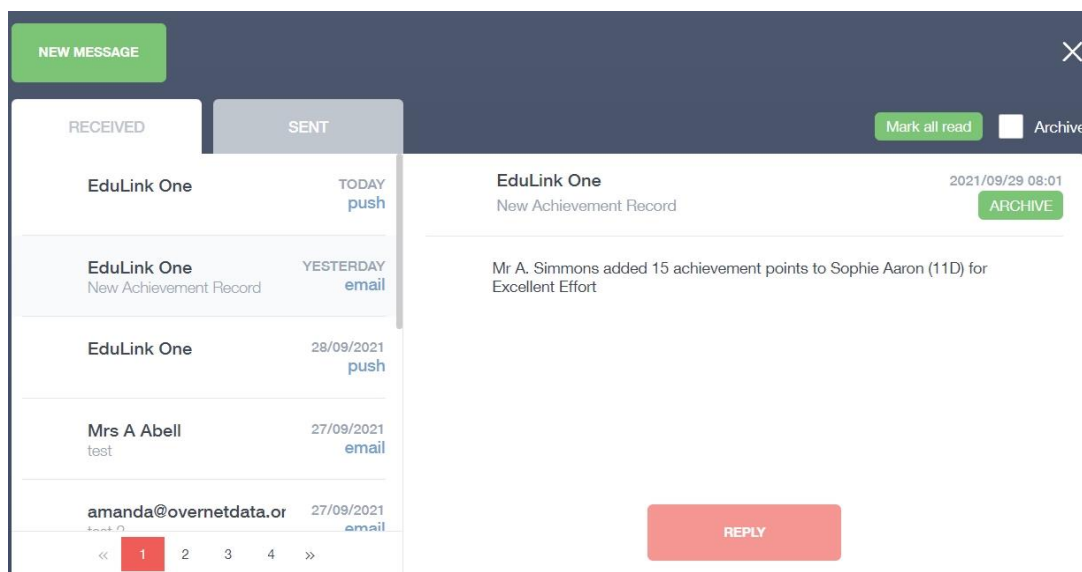 NEW MESSAGE
RECEIVED
SENT
Mark all read
Archive
EduLink One
TODAY
push
EduLink One
YESTERDAY
New Achievement Record
email
EduLink One
28/09/2021
push
Mrs A Abell
27/09/2021
test
email
amanda@overnetdata.or
27/09/2021
test 2
email
« 1 2 3 4 »
EduLink One
2021/09/29 08:01
New Achievement Record
ARCHIVE
Mr A. Simmons added 15 achievement points to Sophie Aaron (11D) for
Excellent Effort
REPLY